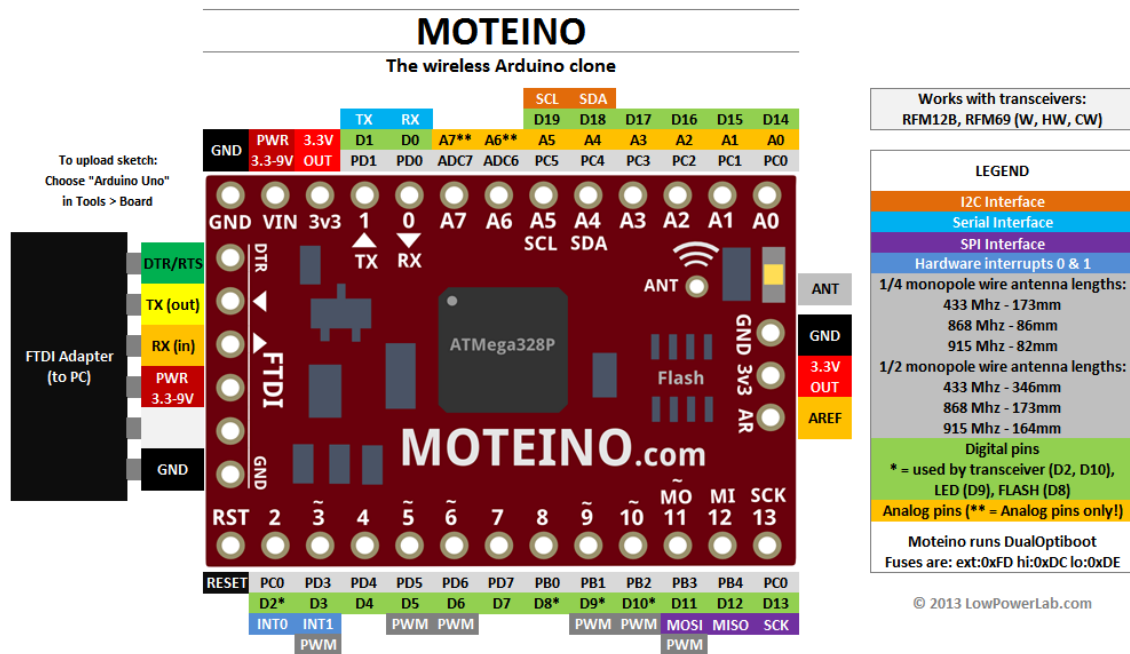 MOTEINO
The wireless Arduino clone
SCL SDA
TX RX D19 D18 D17 D16 D15 D14
GND PWR 3.3V D1 D0 A7** A6** A5 A4 A3 A2 A1 A0
3.3-9V OUT PD1 PD0 ADC7 ADC6 PC5 PC4 PC3 PC2 PC1 PC0
GND VIN 3v3 1 0 A7 A6 A5 A4 A3 A2 A1 A0
TX RX SCL SDA
To upload sketch:
Choose "Arduino Uno"
in Tools > Board
FTDI Adapter
(to PC)
DTR/RTS
TX (out)
RX (in)
PWR
3.3-9V
GND
DTR
FTDI
GND
ATMega328P
ANT
Flash
GND 3v3 AR
MOTEINO.com
ANT
GND
3.3V
OUT
AREF
~ ~ ~ ~ ~ ~
MO MI SCK
RST 2 3 4 5 6 7 8 9 10 11 12 13
RESET PC0 PD3 PD4 PD5 PD6 PD7 PB0 PB1 PB2 PB3 PB4 PC0
D2* D3 D4 D5 D6 D7 D8* D9* D10* D11 D12 D13
INT0 INT1 PWM PWM PWM PWM MOSI MISO SCK
PWM PWM
Works with transceivers:
RFM12B, RFM69 (W, HW, CW)
LEGEND
I2C Interface
Serial Interface
SPI Interface
Hardware interrupts 0 & 1
1/4 monopole wire antenna lengths:
433 Mhz - 173mm
868 Mhz - 86mm
915 Mhz - 82mm
1/2 monopole wire antenna lengths:
433 Mhz - 346mm
868 Mhz - 173mm
915 Mhz - 164mm
Digital pins
* = used by transceiver (D2, D10),
LED (D9), FLASH (D8)
Analog pins (** = Analog pins only!)
Moteino runs DualOptiboot
Fuses are: ext:0xFD hi:0xDC lo:0xDE
© 2013 LowPowerLab.com